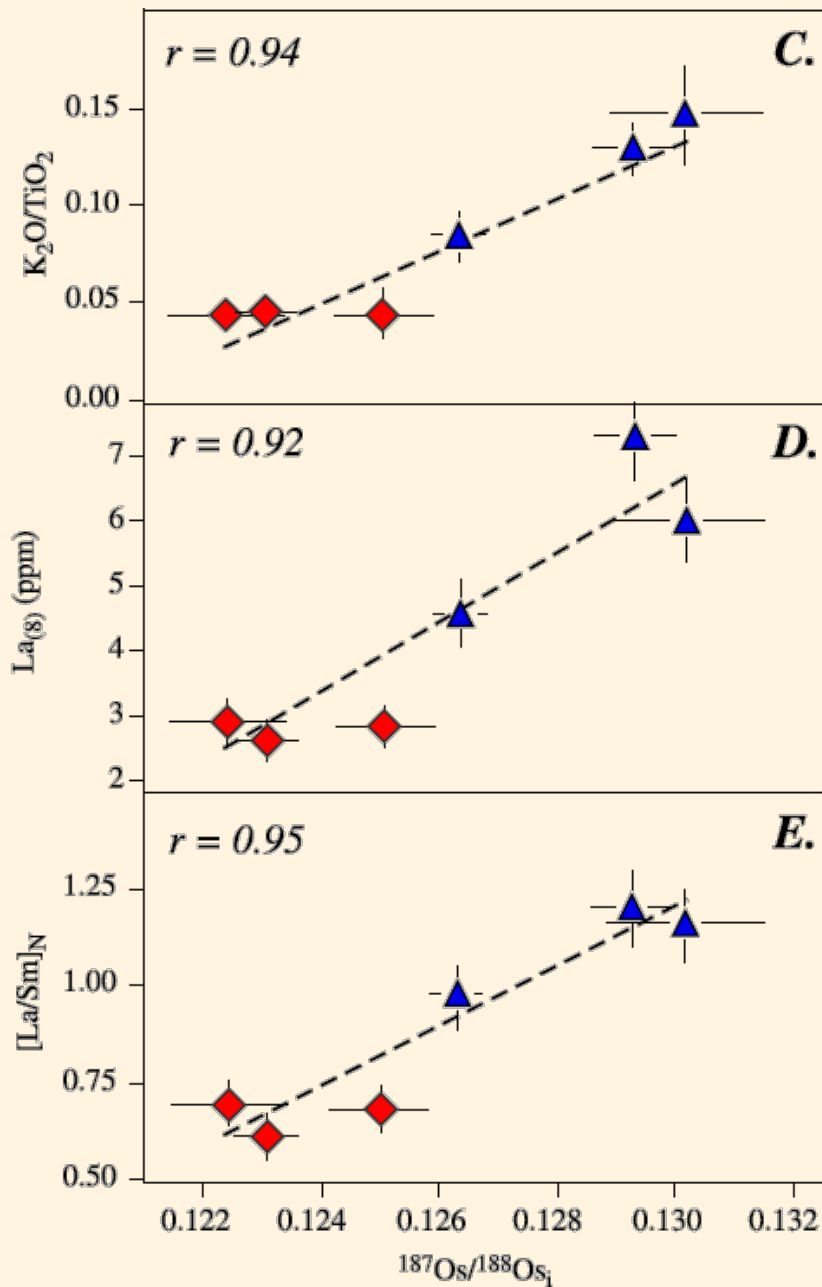 r = 0.94
C.
0.15
0.10
0.05
0.00
K₂O/TiO₂
r = 0.92
D.
7
6
5
4
3
2
La₍₈₎ (ppm)
r = 0.95
E.
1.25
1.00
0.75
0.50
[La/Sm]N
0.122 0.124 0.126 0.128 0.130 0.132
¹⁸⁷Os/¹⁸⁸Osᵢ